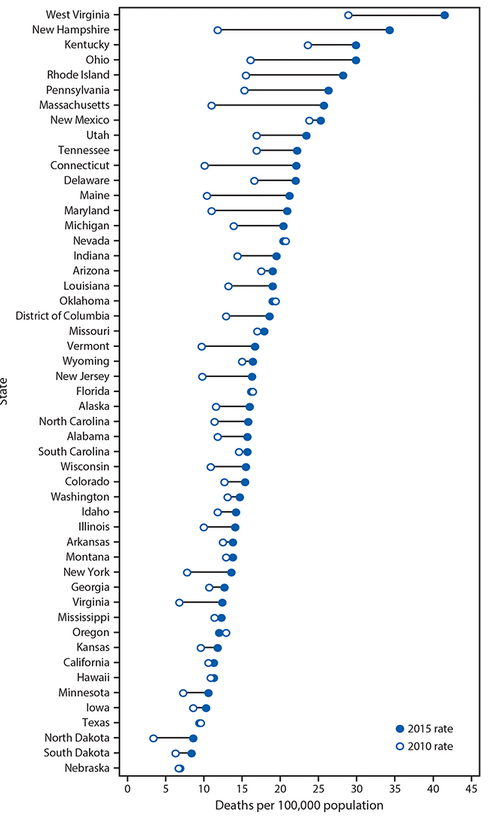 West Virginia
New Hampshire
Kentucky
Ohio
Rhode Island
Pennsylvania
Massachusetts
New Mexico
Utah
Tennessee
Connecticut
Delaware
Maine
Maryland
Michigan
Nevada
Indiana
Arizona
Louisiana
Oklahoma
District of Columbia
Missouri
Vermont
Wyoming
New Jersey
Florida
Alaska
North Carolina
Alabama
South Carolina
Wisconsin
Colorado
Washington
Idaho
Illinois
Arkansas
Montana
New York
Georgia
Virginia
Mississippi
Oregon
Kansas
California
Hawaii
Minnesota
Iowa
Texas
North Dakota
South Dakota
Nebraska
State
2015 rate
2010 rate
0 5 10 15 20 25 30 35 40 45
Deaths per 100,000 population